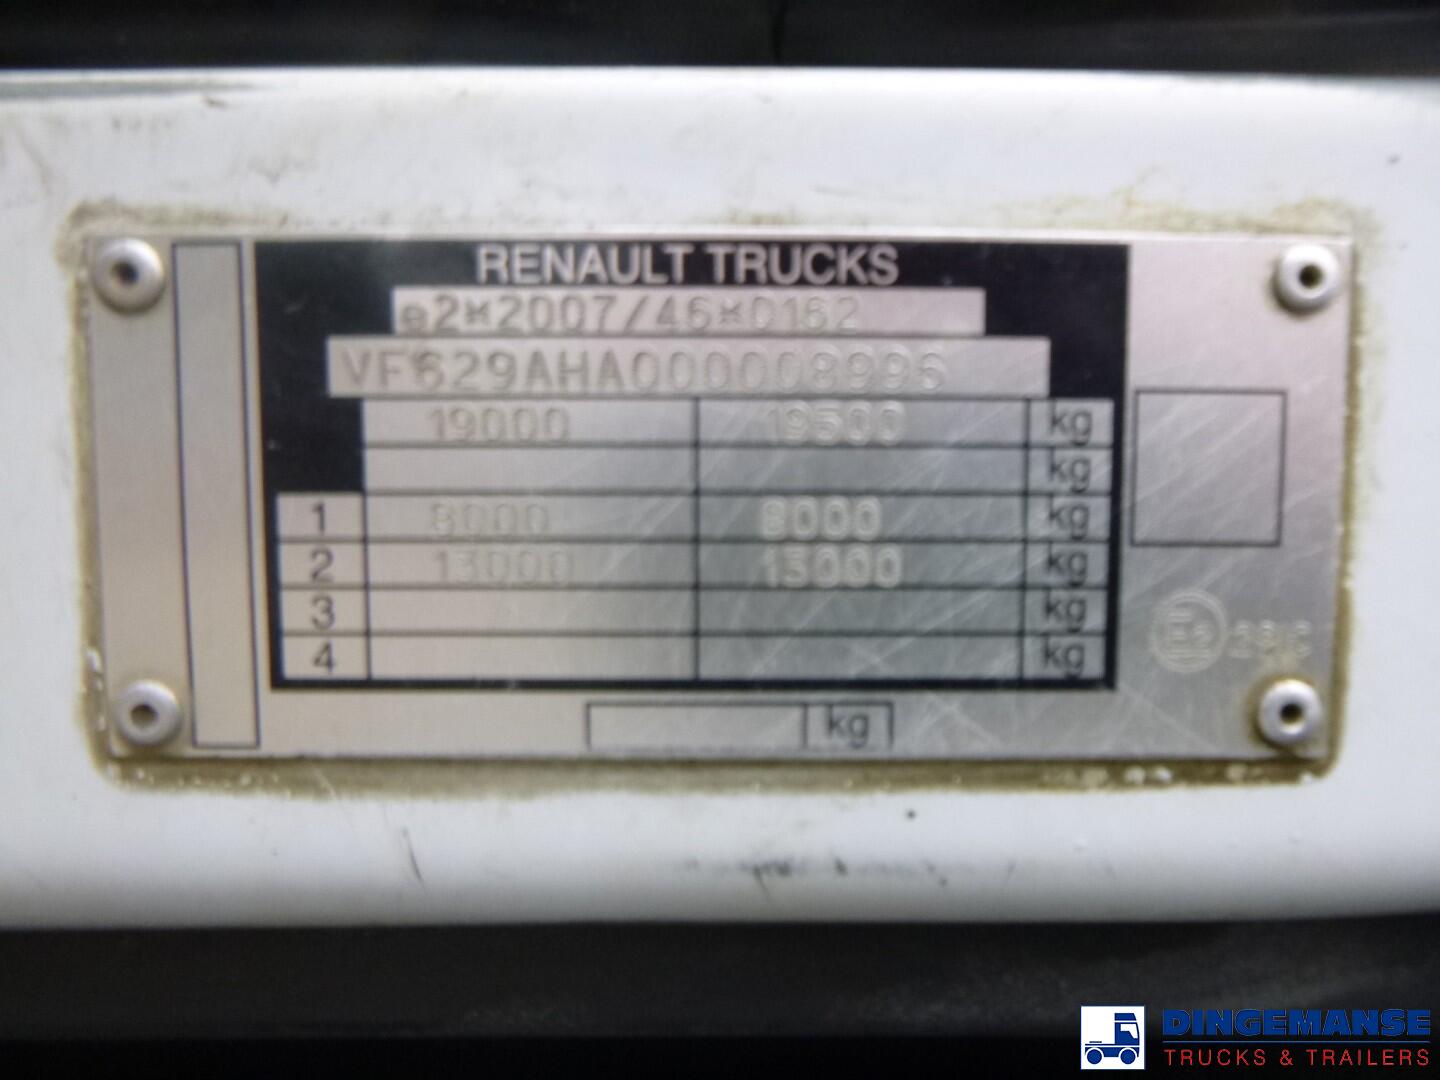 RENAULT TRUCKS
e2*2007/46*0162
VF629AHA000008996
19000 19500 kg
kg
1 8000 8000 kg
2 13000 13000 kg
3 kg
4 kg
kg
DINGEMANSE
TRUCKS & TRAILERS